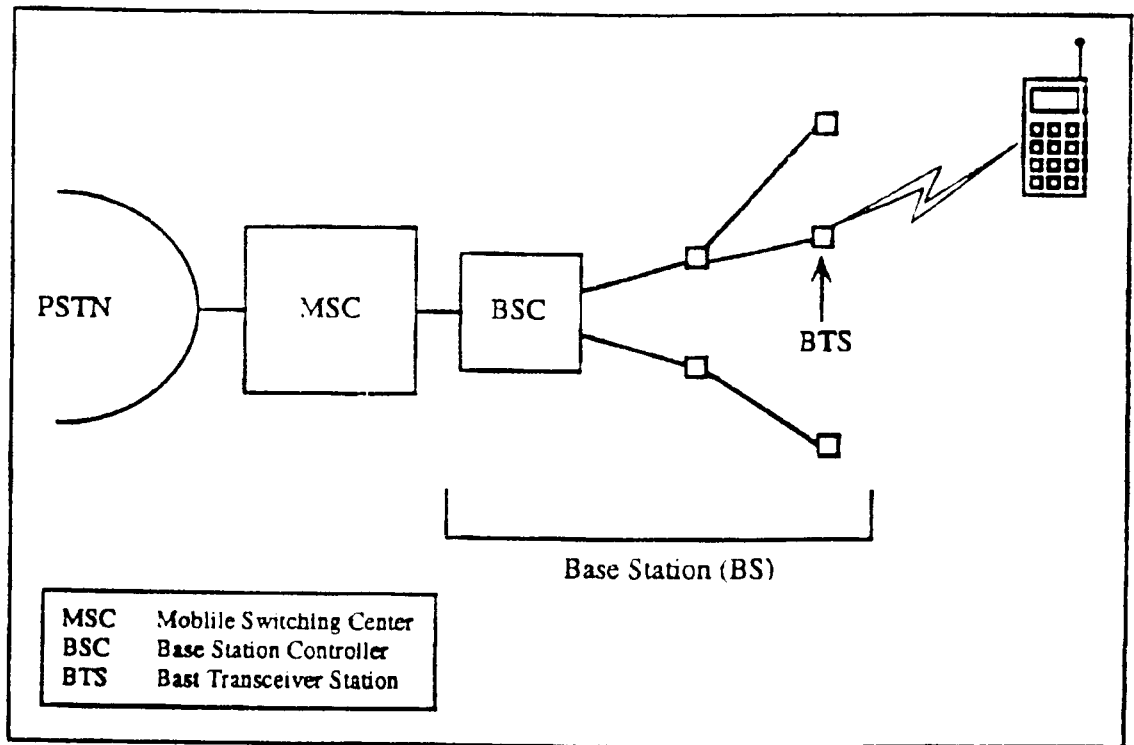 PSTN
MSC
BSC
BTS
Base Station (BS)
MSC Moblile Switching Center
BSC Base Station Controller
BTS Bast Transceiver Station